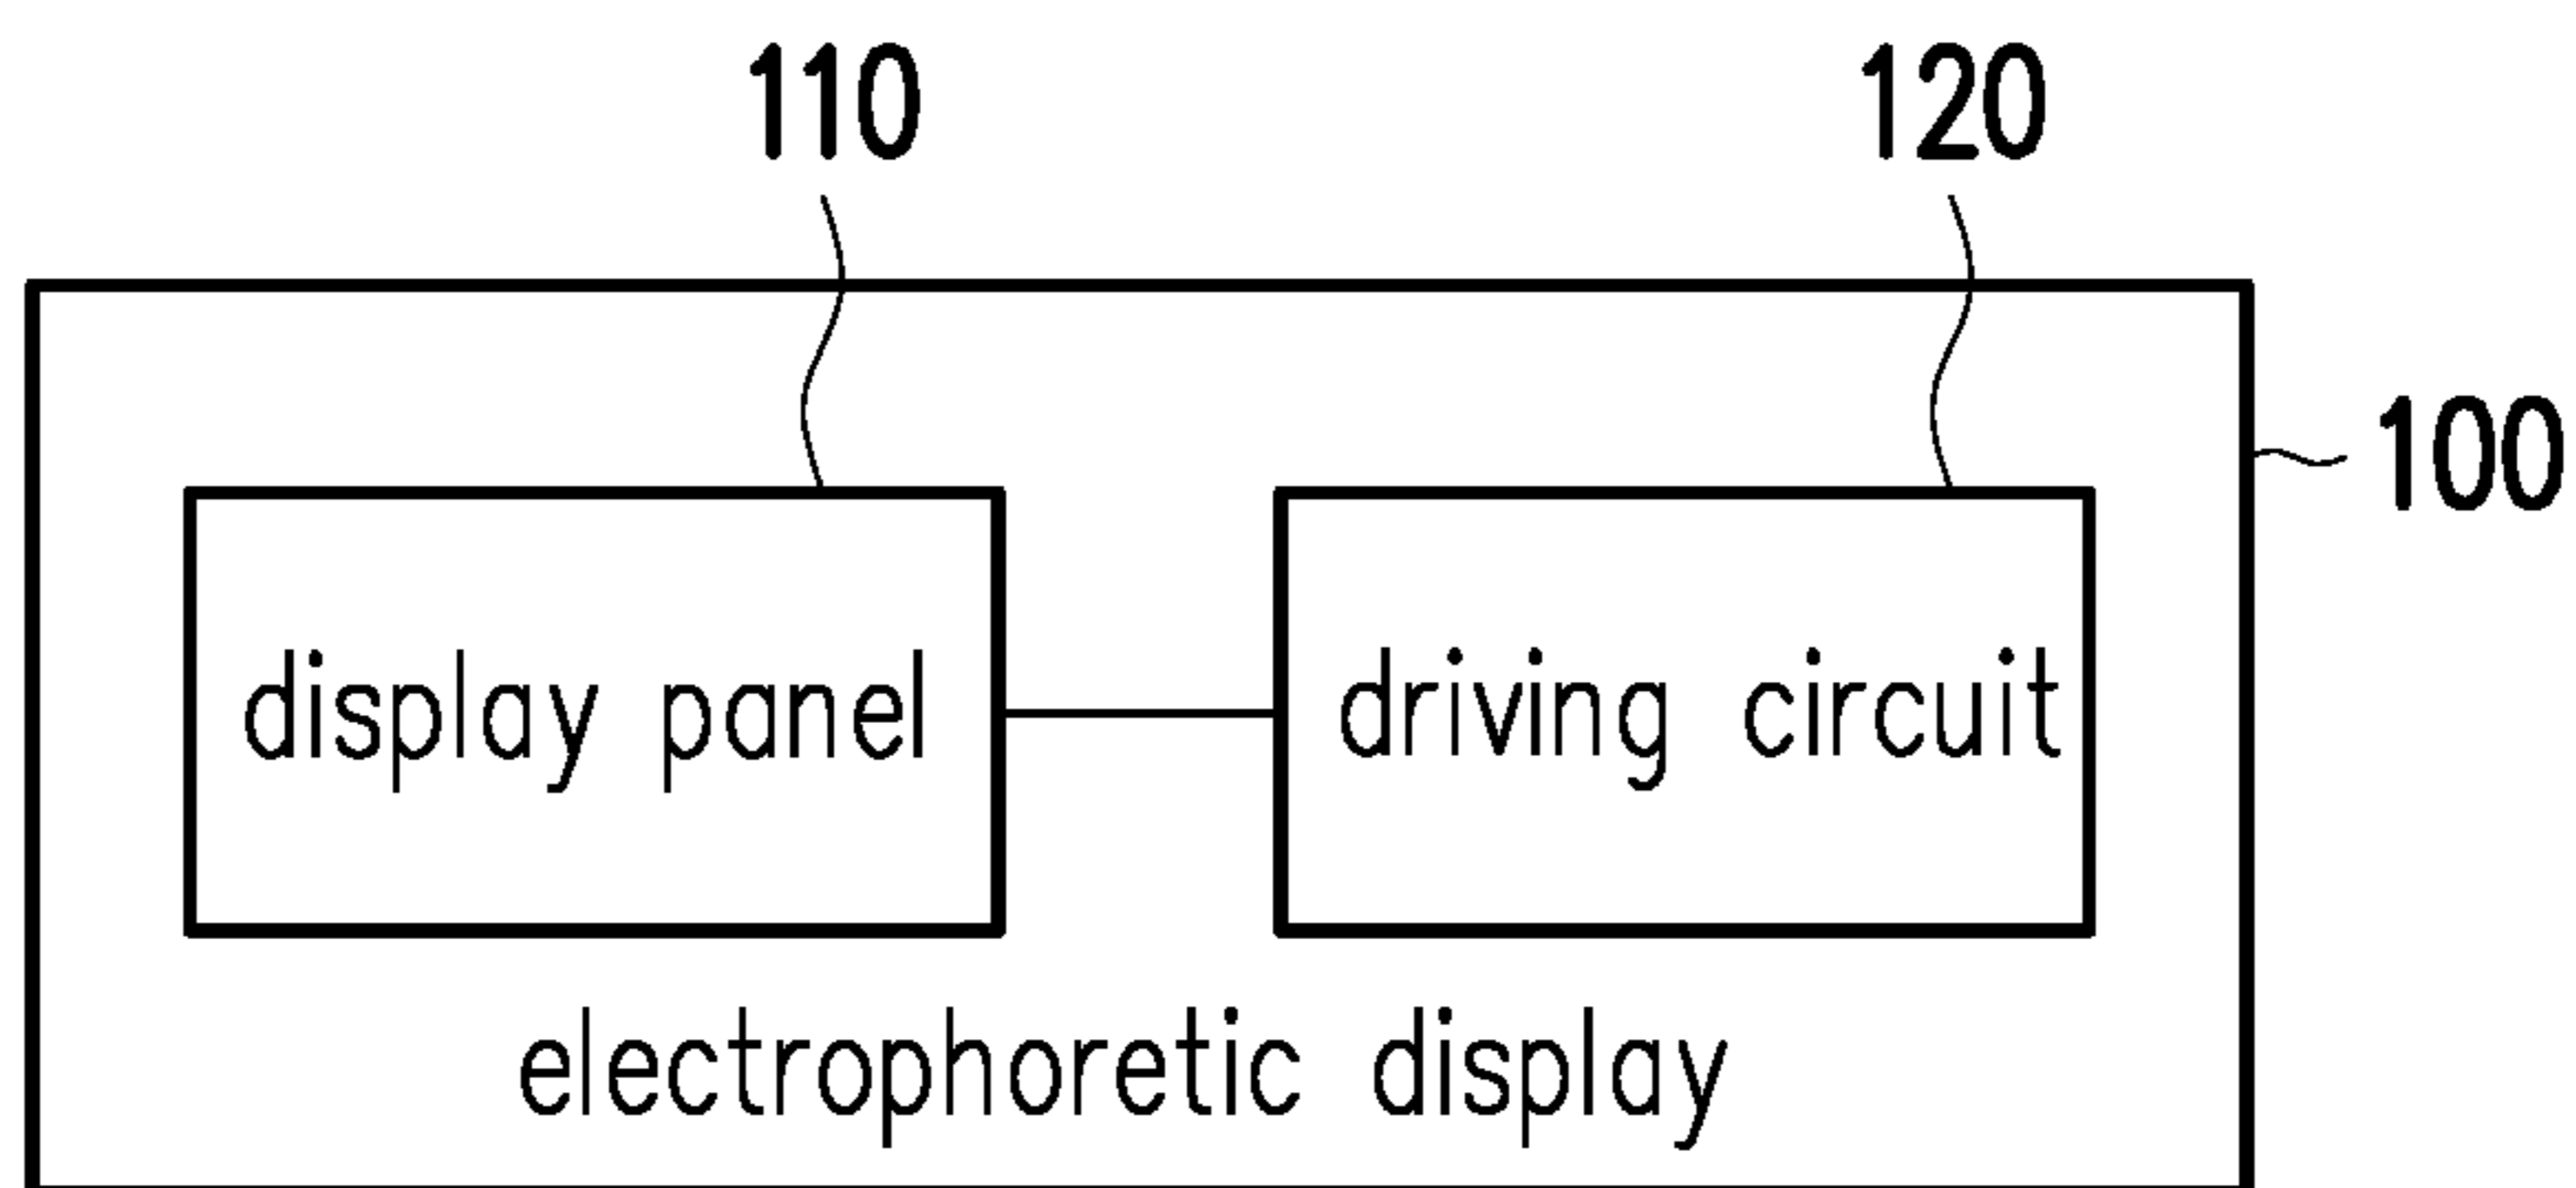 110 120
100
display panel driving circuit
electrophoretic display